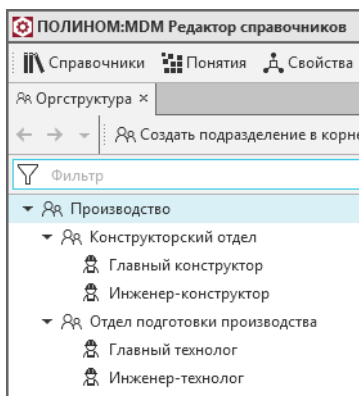 ПОЛИНОМ:MDM Редактор справочников
Справочники Понятия Свойства
Оргструктура ×
Создать подразделение в корне
Фильтр
Производство
Конструкторский отдел
Главный конструктор
Инженер-конструктор
Отдел подготовки производства
Главный технолог
Инженер-технолог